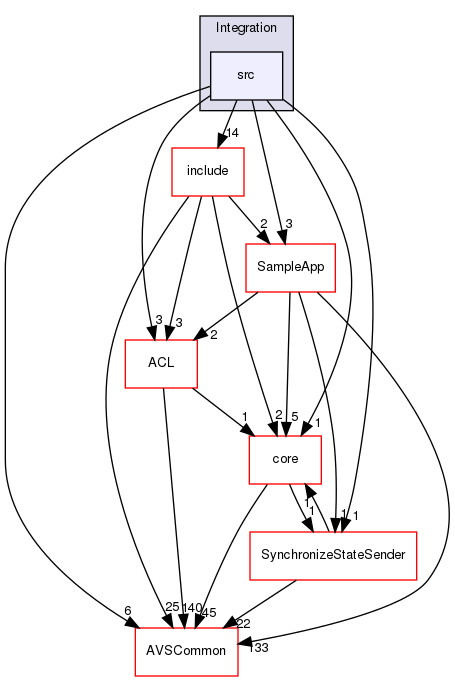 Integration
src
14
include
2
3
SampleApp
3
3
2
ACL
1
2
5
1
core
1
1
1
1
SynchronizeStateSender
6
25
140
45
22
133
AVSCommon